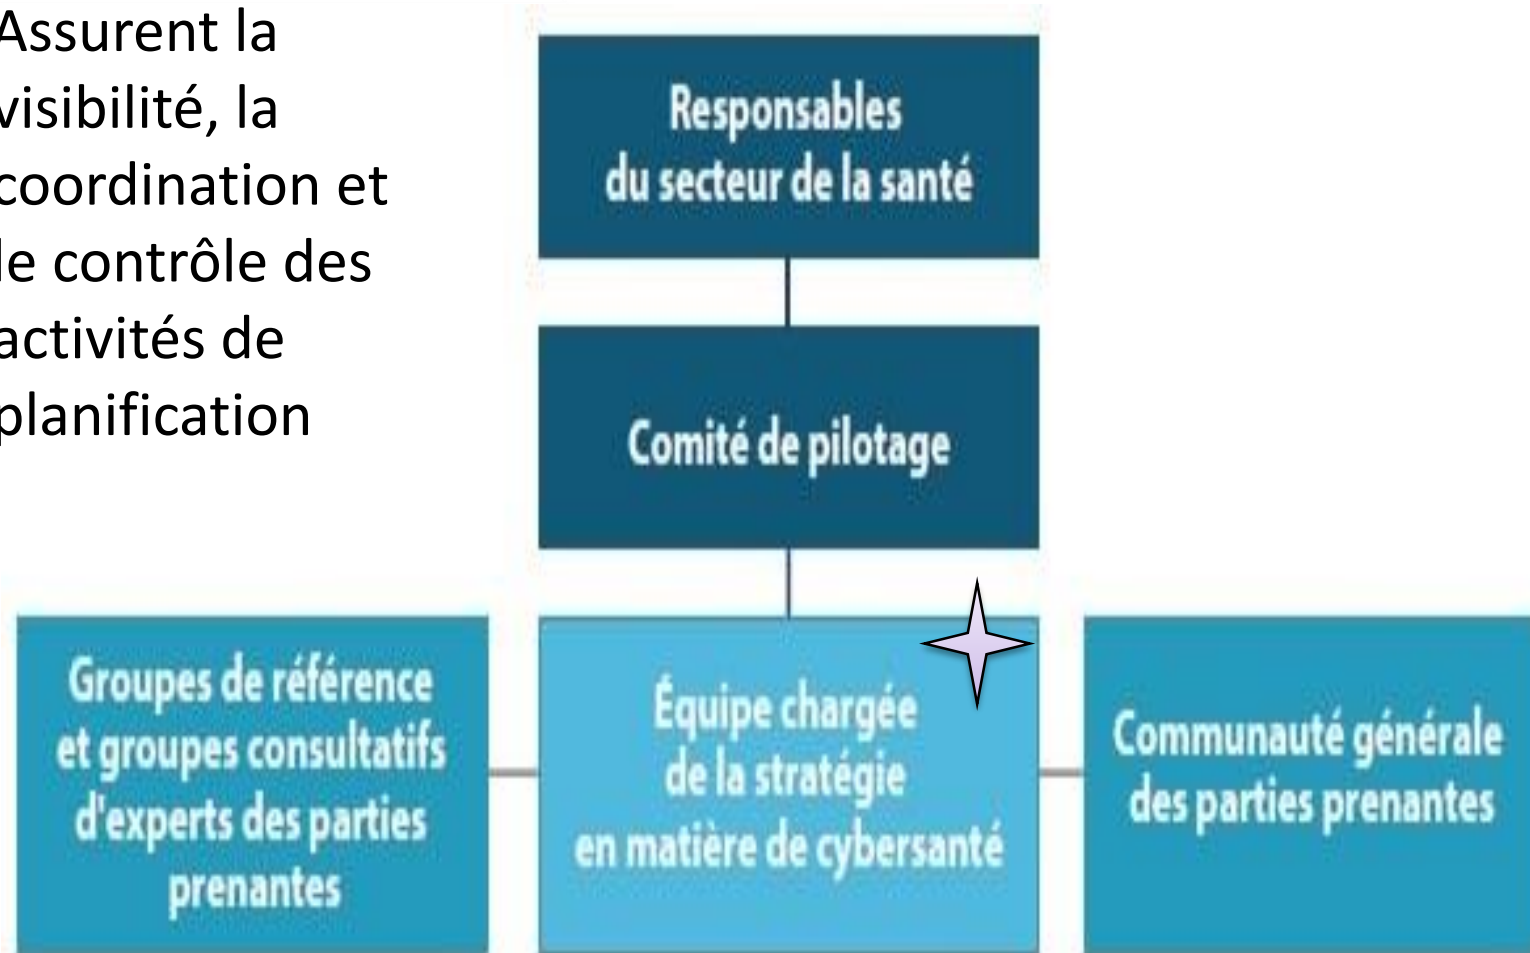 Assurent la
visibilité, la
coordination et
le contrôle des
activités de
planification
Responsables
du secteur de la santé
Comité de pilotage
Groupes de référence
et groupes consultatifs
d'experts des parties
prenantes
Équipe chargée
de la stratégie
en matière de cybersanté
Communauté générale
des parties prenantes